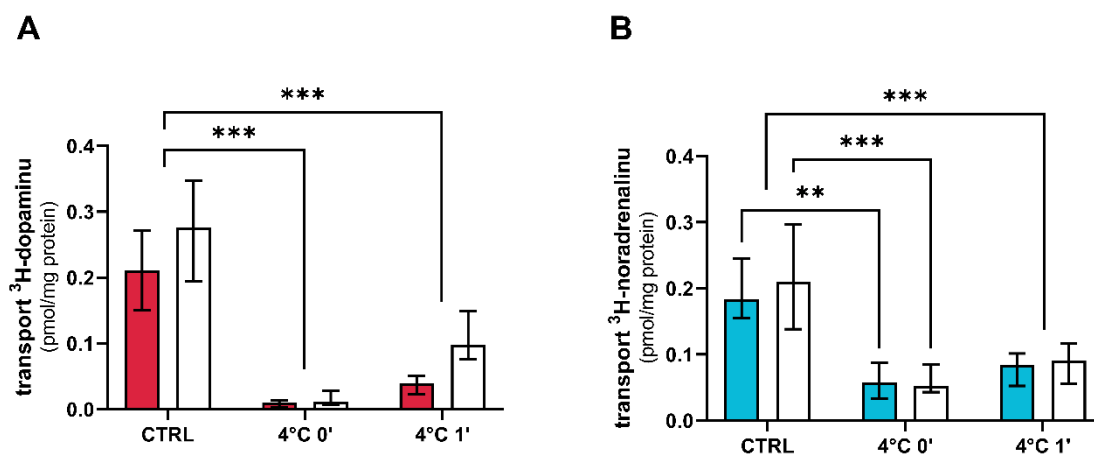 A
***
***
0.4
0.3
0.2
0.1
0.0
transport ³H-dopaminu
(pmol/mg protein)
CTRL 4°C 0' 4°C 1'
B
***
***
**
0.4
0.3
0.2
0.1
0.0
transport ³H-noradrenalinu
(pmol/mg protein)
CTRL 4°C 0' 4°C 1'